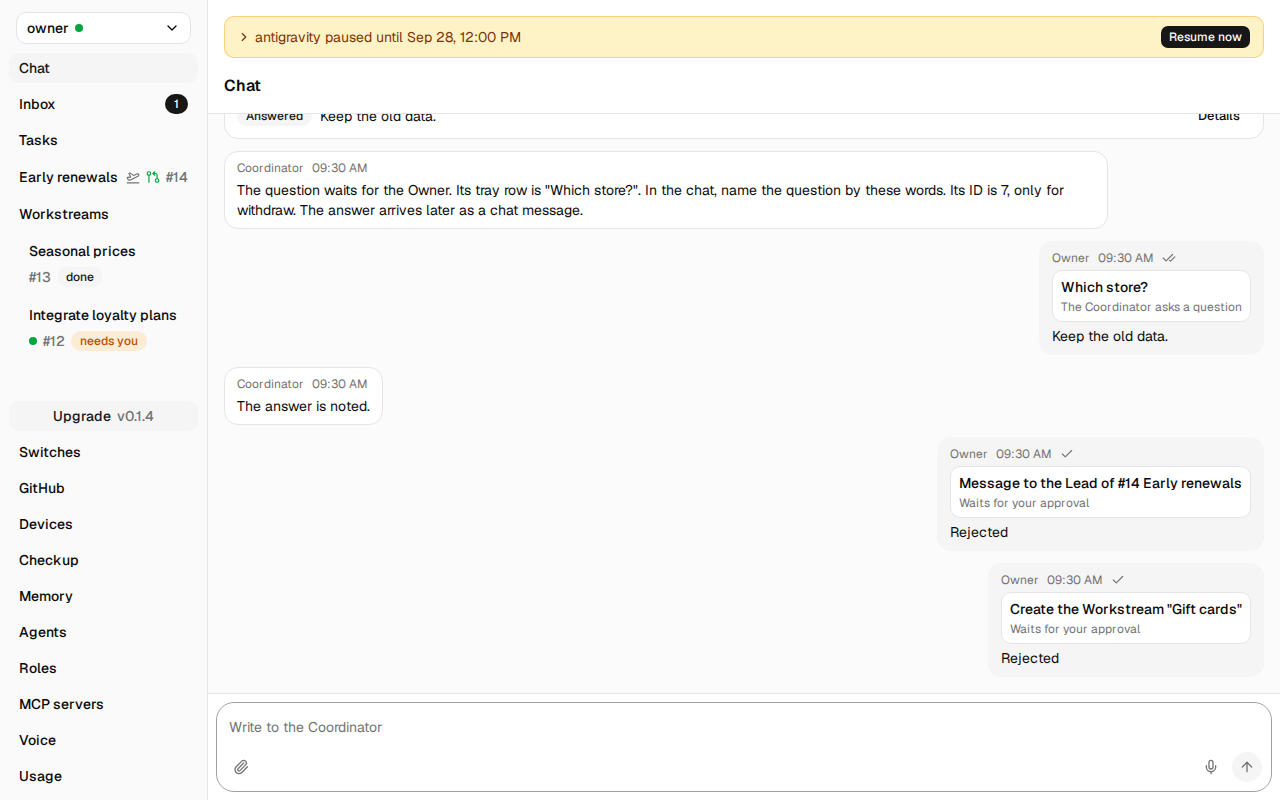 owner
Chat
Inbox
1
Tasks
Early renewals #14
Workstreams
Seasonal prices
#13 done
Integrate loyalty plans
#12 needs you
Upgrade v0.1.4
Switches
GitHub
Devices
Checkup
Memory
Agents
Roles
MCP servers
Voice
Usage
antigravity paused until Sep 28, 12:00 PM
Resume now
Chat
Answered Keep the old data. Details
Coordinator 09:30 AM
The question waits for the Owner. Its tray row is "Which store?". In the chat, name the question by these words. Its ID is 7, only for
withdraw. The answer arrives later as a chat message.
Owner 09:30 AM
Which store?
The Coordinator asks a question
Keep the old data.
Coordinator 09:30 AM
The answer is noted.
Owner 09:30 AM
Message to the Lead of #14 Early renewals
Waits for your approval
Rejected
Owner 09:30 AM
Create the Workstream "Gift cards"
Waits for your approval
Rejected
Write to the Coordinator